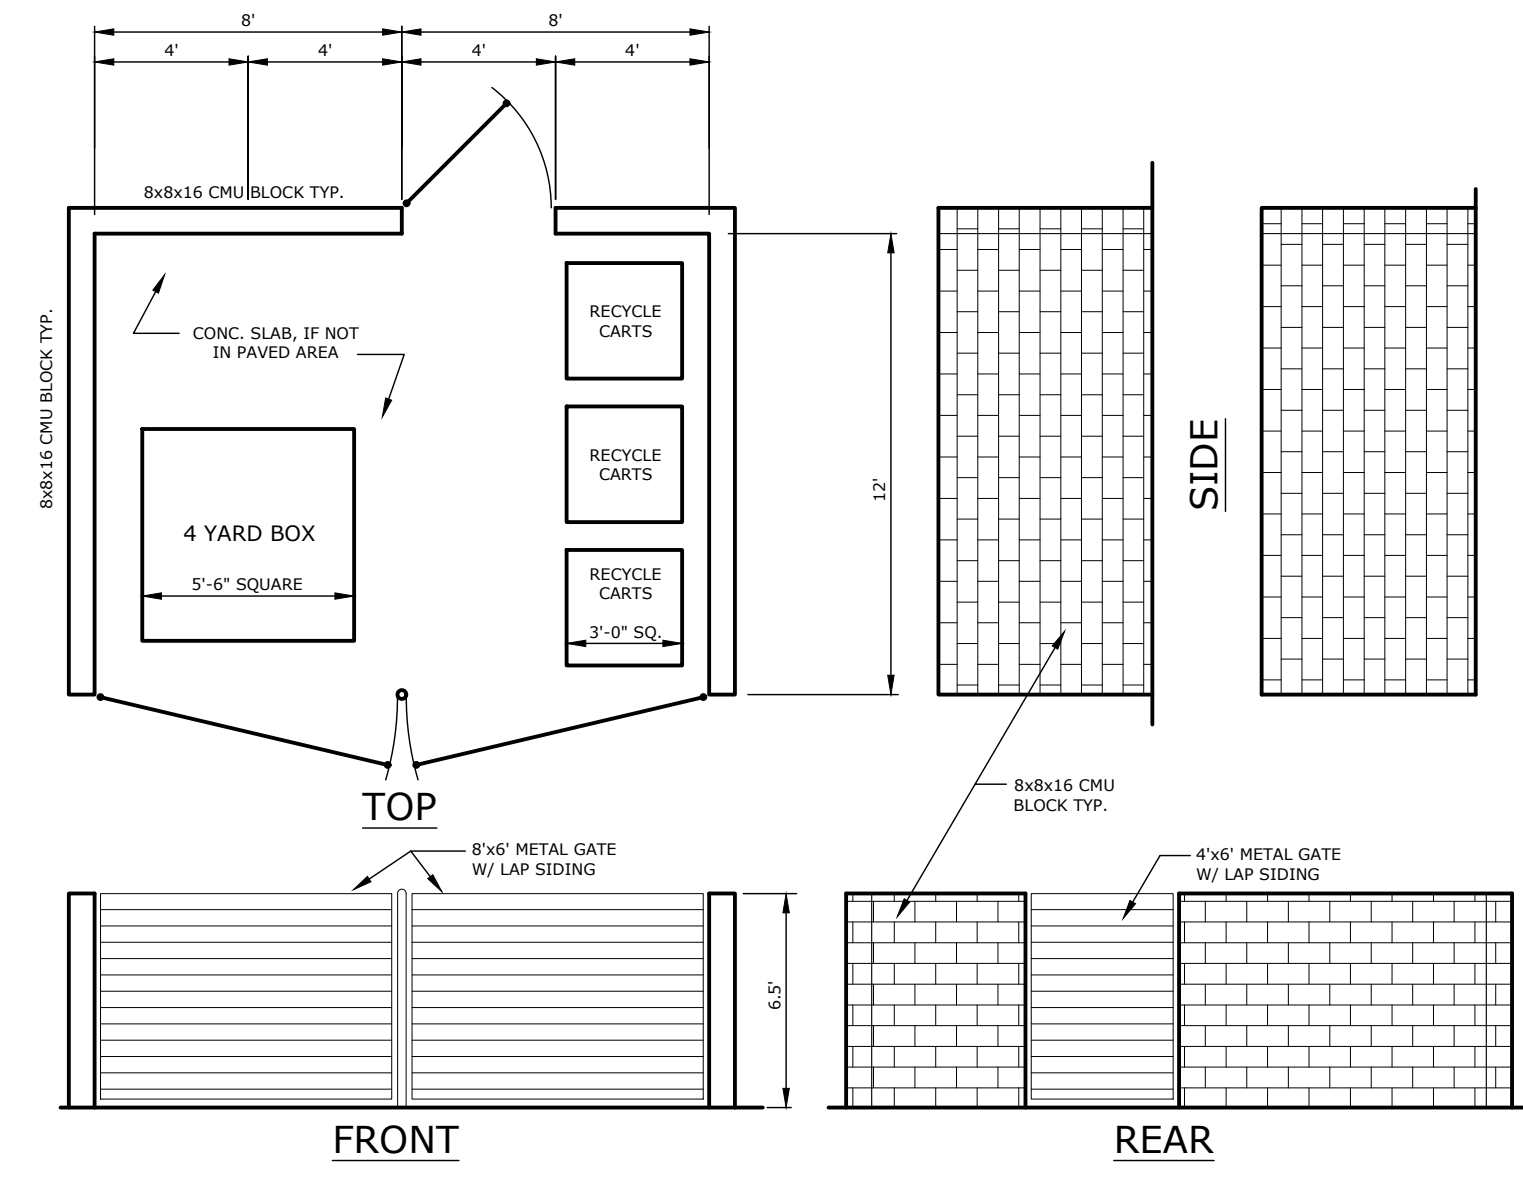 8' 8'
4' 4' 4' 4'
8x8x16 CMU BLOCK TYP.
8x8x16 CMU BLOCK TYP.
CONC. SLAB, IF NOT
IN PAVED AREA
RECYCLE
CARTS
RECYCLE
CARTS
4 YARD BOX
5'-6" SQUARE
RECYCLE
CARTS
3'-0" SQ.
12'
SIDE
TOP
8x8x16 CMU
BLOCK TYP.
8'x6' METAL GATE
W/ LAP SIDING
6.5'
4'x6' METAL GATE
W/ LAP SIDING
FRONT
REAR